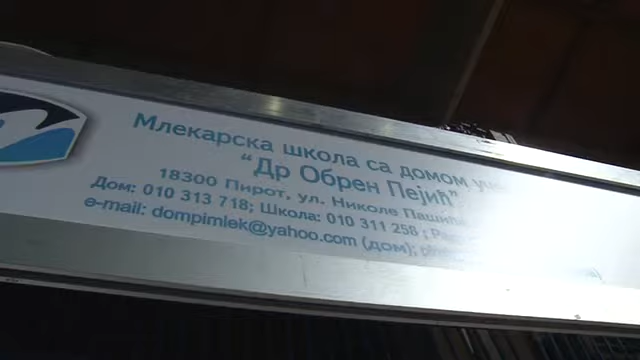 Млекарска школа са домом
“Др Обрен Пејић”
18300 Пирот, ул. Николе Пашића
Дом: 010 313 718; Школа: 010 311 258;
e-mail: dompimlek@yahoo.com (дом);